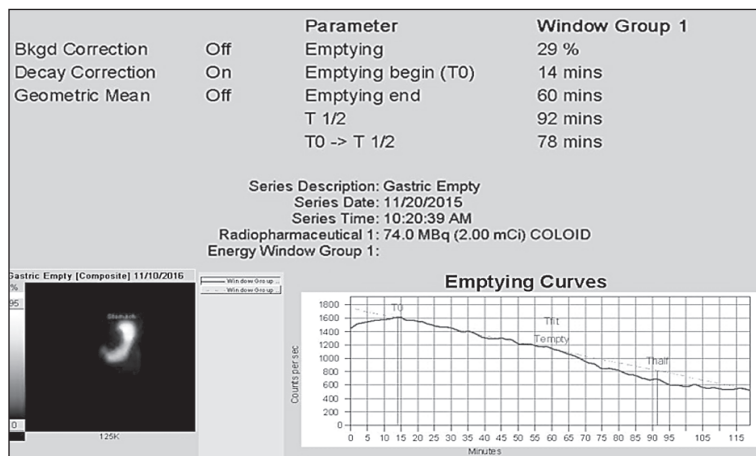 Parameter Window Group 1
Bkgd Correction Off Emptying 29 %
Decay Correction On Emptying begin (T0) 14 mins
Geometric Mean Off Emptying end 60 mins
T 1/2 92 mins
T0 -> T 1/2 78 mins
Series Description: Gastric Empty
Series Date: 11/20/2015
Series Time: 10:20:39 AM
Radiopharmaceutical 1: 74.0 MBq (2.00 mCi) COLOID
Energy Window Group 1:
Gastric Empty [Composite] 11/10/2016
%
95
0
Stomach
125K
Window Group ...
Window Group ...
Emptying Curves
Counts per sec
1800
1600
1400
1200
1000
800
600
400
200
0
T0
Tfit
Tempty
Thalf
0 5 10 15 20 25 30 35 40 45 50 55 60 65 70 75 80 85 90 95 105 115
Minutes